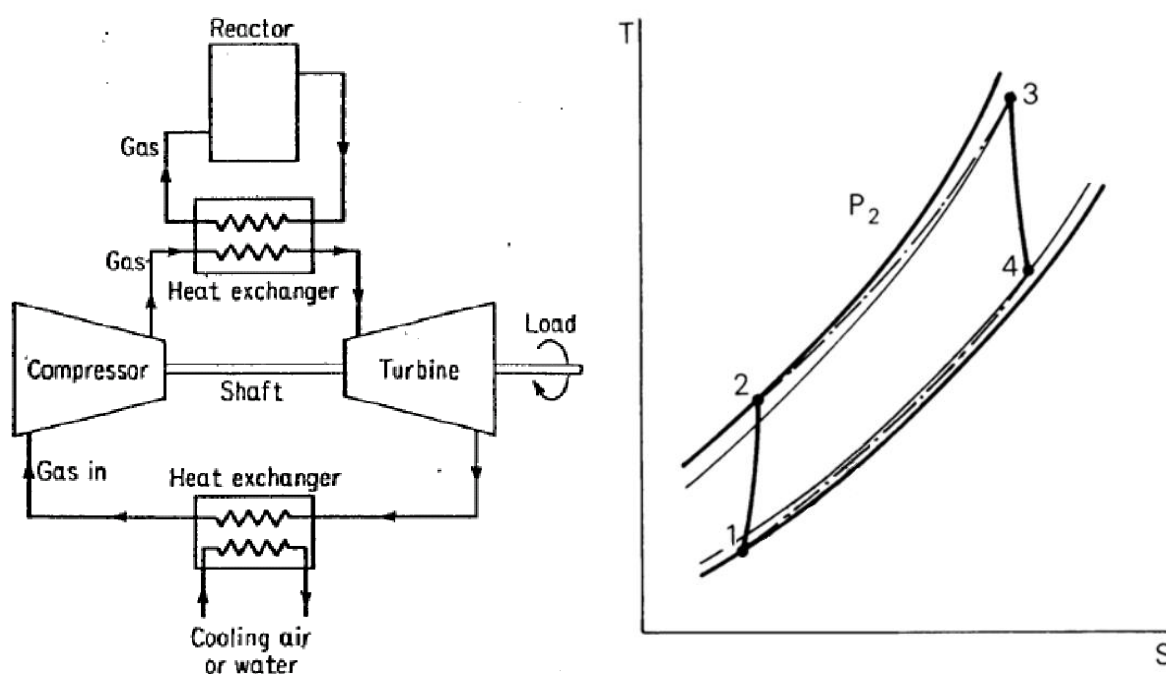 Reactor
Gas
Gas
Heat exchanger
Compressor
Shaft
Turbine
Load
Gas in
Heat exchanger
Cooling air
or water
T
3
P2
4
2
1
S